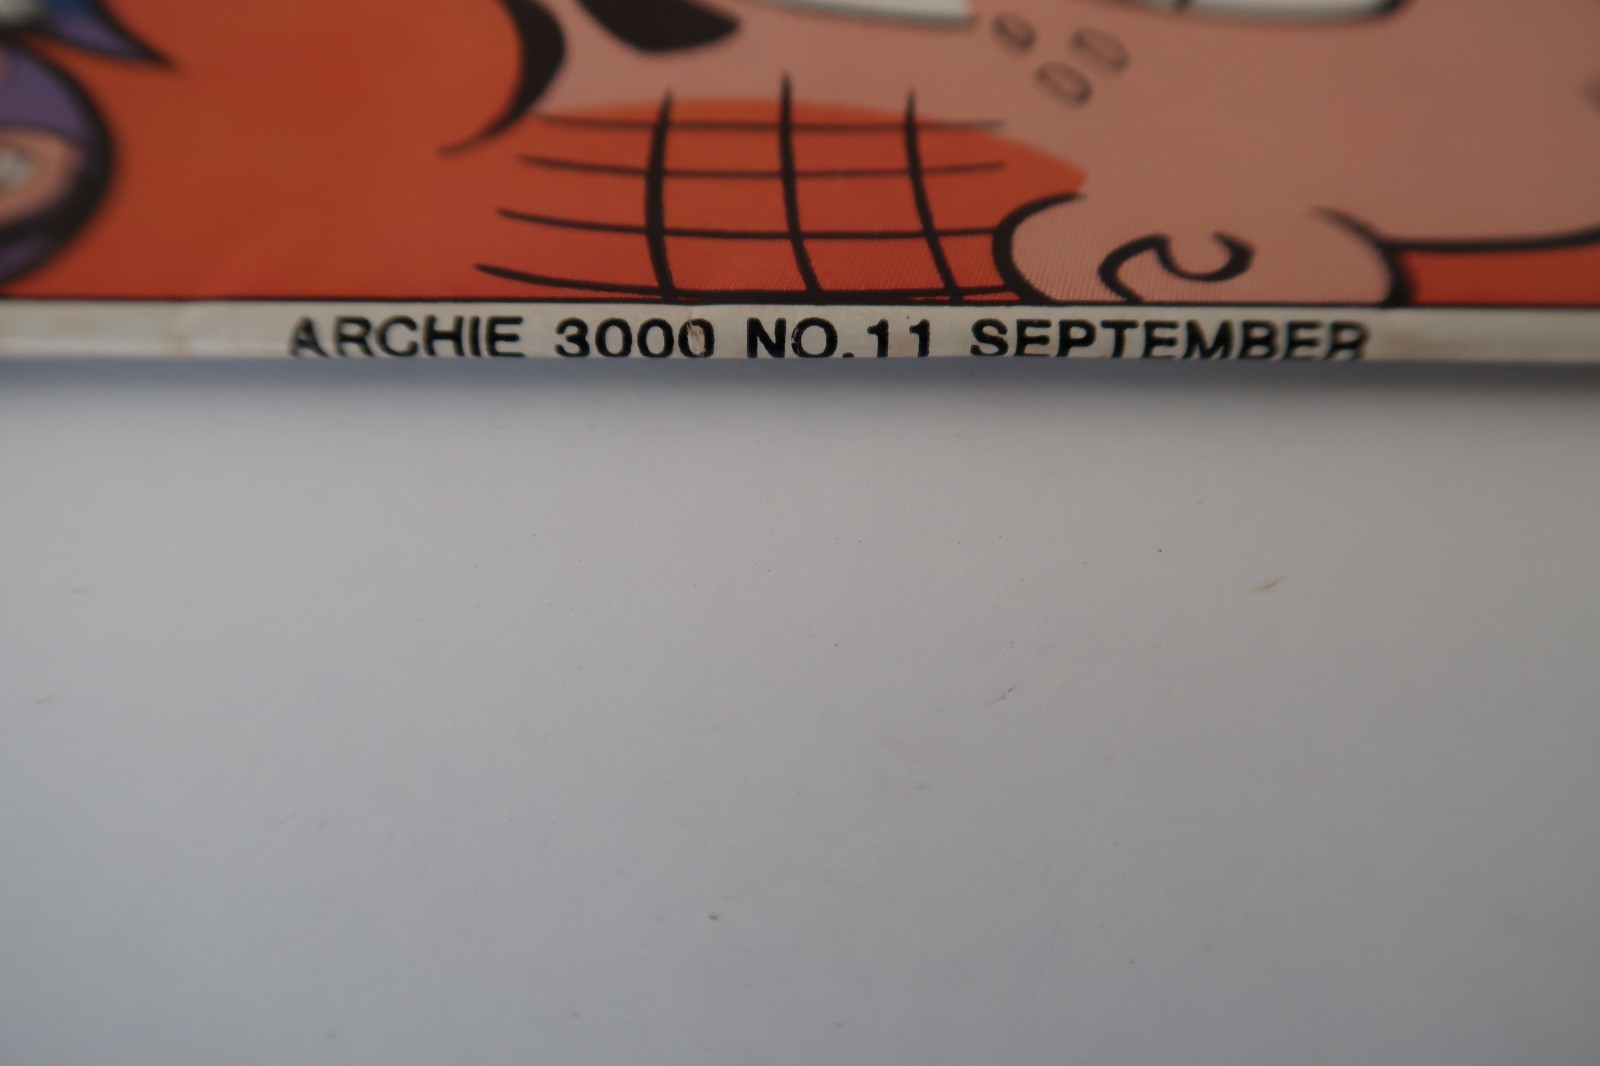 ARCHIE 3000 NO.11 SEPTEMBER